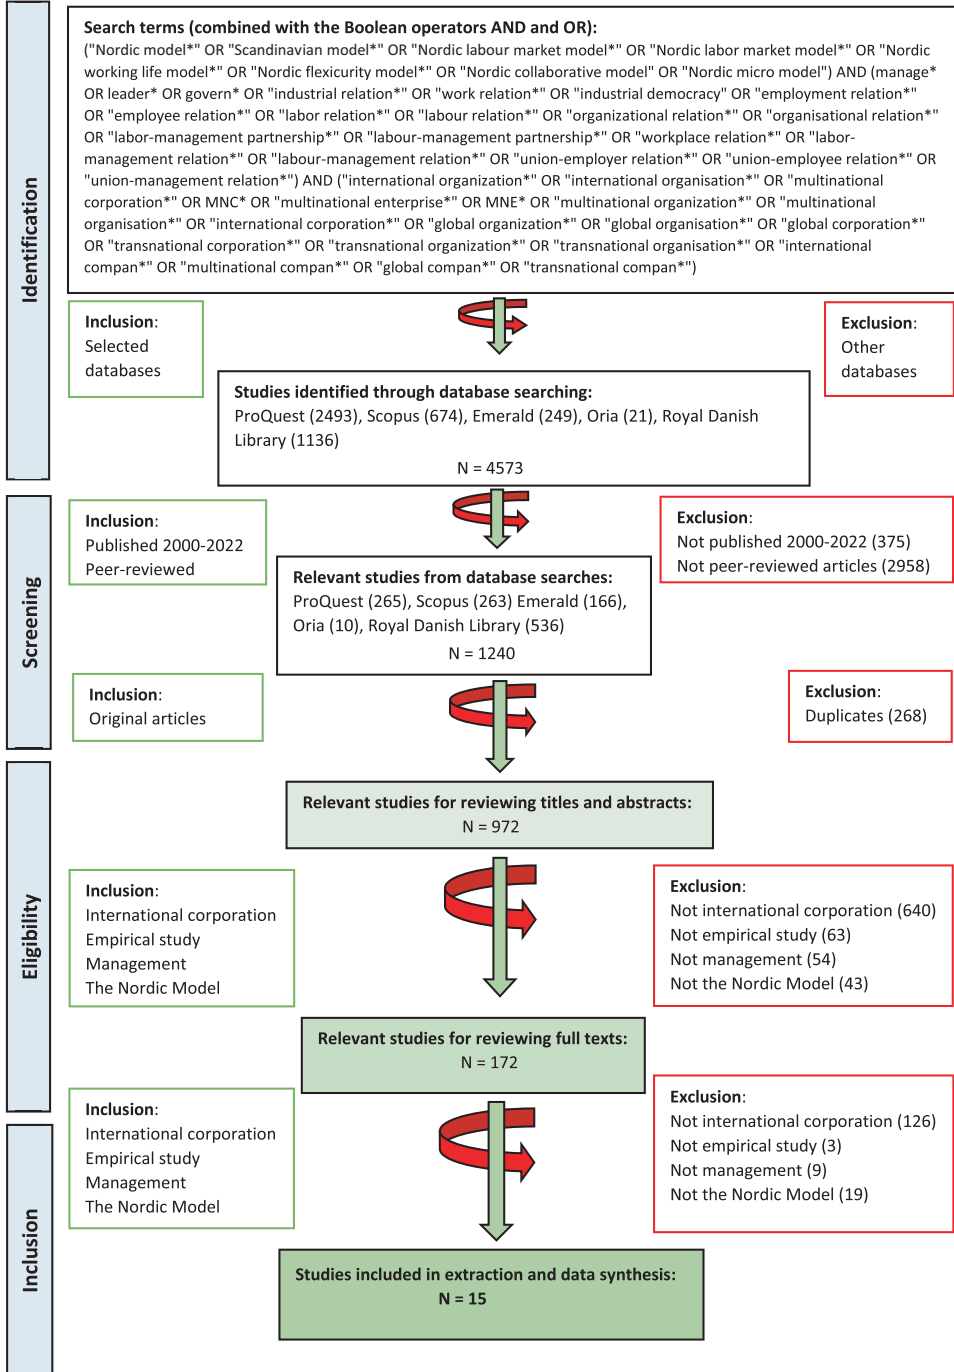 Identification
Search terms (combined with the Boolean operators AND and OR):
("Nordic model*" OR "Scandinavian model*" OR "Nordic labour market model*" OR "Nordic labor market model*" OR "Nordic
working life model*" OR "Nordic flexicurity model*" OR "Nordic collaborative model" OR "Nordic micro model") AND (manage*
OR leader* OR govern* OR "industrial relation*" OR "work relation*" OR "industrial democracy" OR "employment relation*"
OR "employee relation*" OR "labor relation*" OR "labour relation*" OR "organizational relation*" OR "organisational relation*"
OR "labor-management partnership*" OR "labour-management partnership*" OR "workplace relation*" OR "labor-
management relation*" OR "labour-management relation*" OR "union-employer relation*" OR "union-employee relation*" OR
"union-management relation*") AND ("international organization*" OR "international organisation*" OR "multinational
corporation*" OR MNC* OR "multinational enterprise*" OR MNE* OR "multinational organization*" OR "multinational
organisation*" OR "international corporation*" OR "global organization*" OR "global organisation*" OR "global corporation*"
OR "transnational corporation*" OR "transnational organization*" OR "transnational organisation*" OR "international
compan*" OR "multinational compan*" OR "global compan*" OR "transnational compan*")
Inclusion:
Selected
databases
Exclusion:
Other
databases
Studies identified through database searching:
ProQuest (2493), Scopus (674), Emerald (249), Oria (21), Royal Danish
Library (1136)
N = 4573
Screening
Inclusion:
Published 2000-2022
Peer-reviewed
Exclusion:
Not published 2000-2022 (375)
Not peer-reviewed articles (2958)
Relevant studies from database searches:
ProQuest (265), Scopus (263) Emerald (166),
Oria (10), Royal Danish Library (536)
N = 1240
Inclusion:
Original articles
Exclusion:
Duplicates (268)
Eligibility
Relevant studies for reviewing titles and abstracts:
N = 972
Inclusion:
International corporation
Empirical study
Management
The Nordic Model
Exclusion:
Not international corporation (640)
Not empirical study (63)
Not management (54)
Not the Nordic Model (43)
Relevant studies for reviewing full texts:
N = 172
Inclusion:
International corporation
Empirical study
Management
The Nordic Model
Exclusion:
Not international corporation (126)
Not empirical study (3)
Not management (9)
Not the Nordic Model (19)
Inclusion
Studies included in extraction and data synthesis:
N = 15